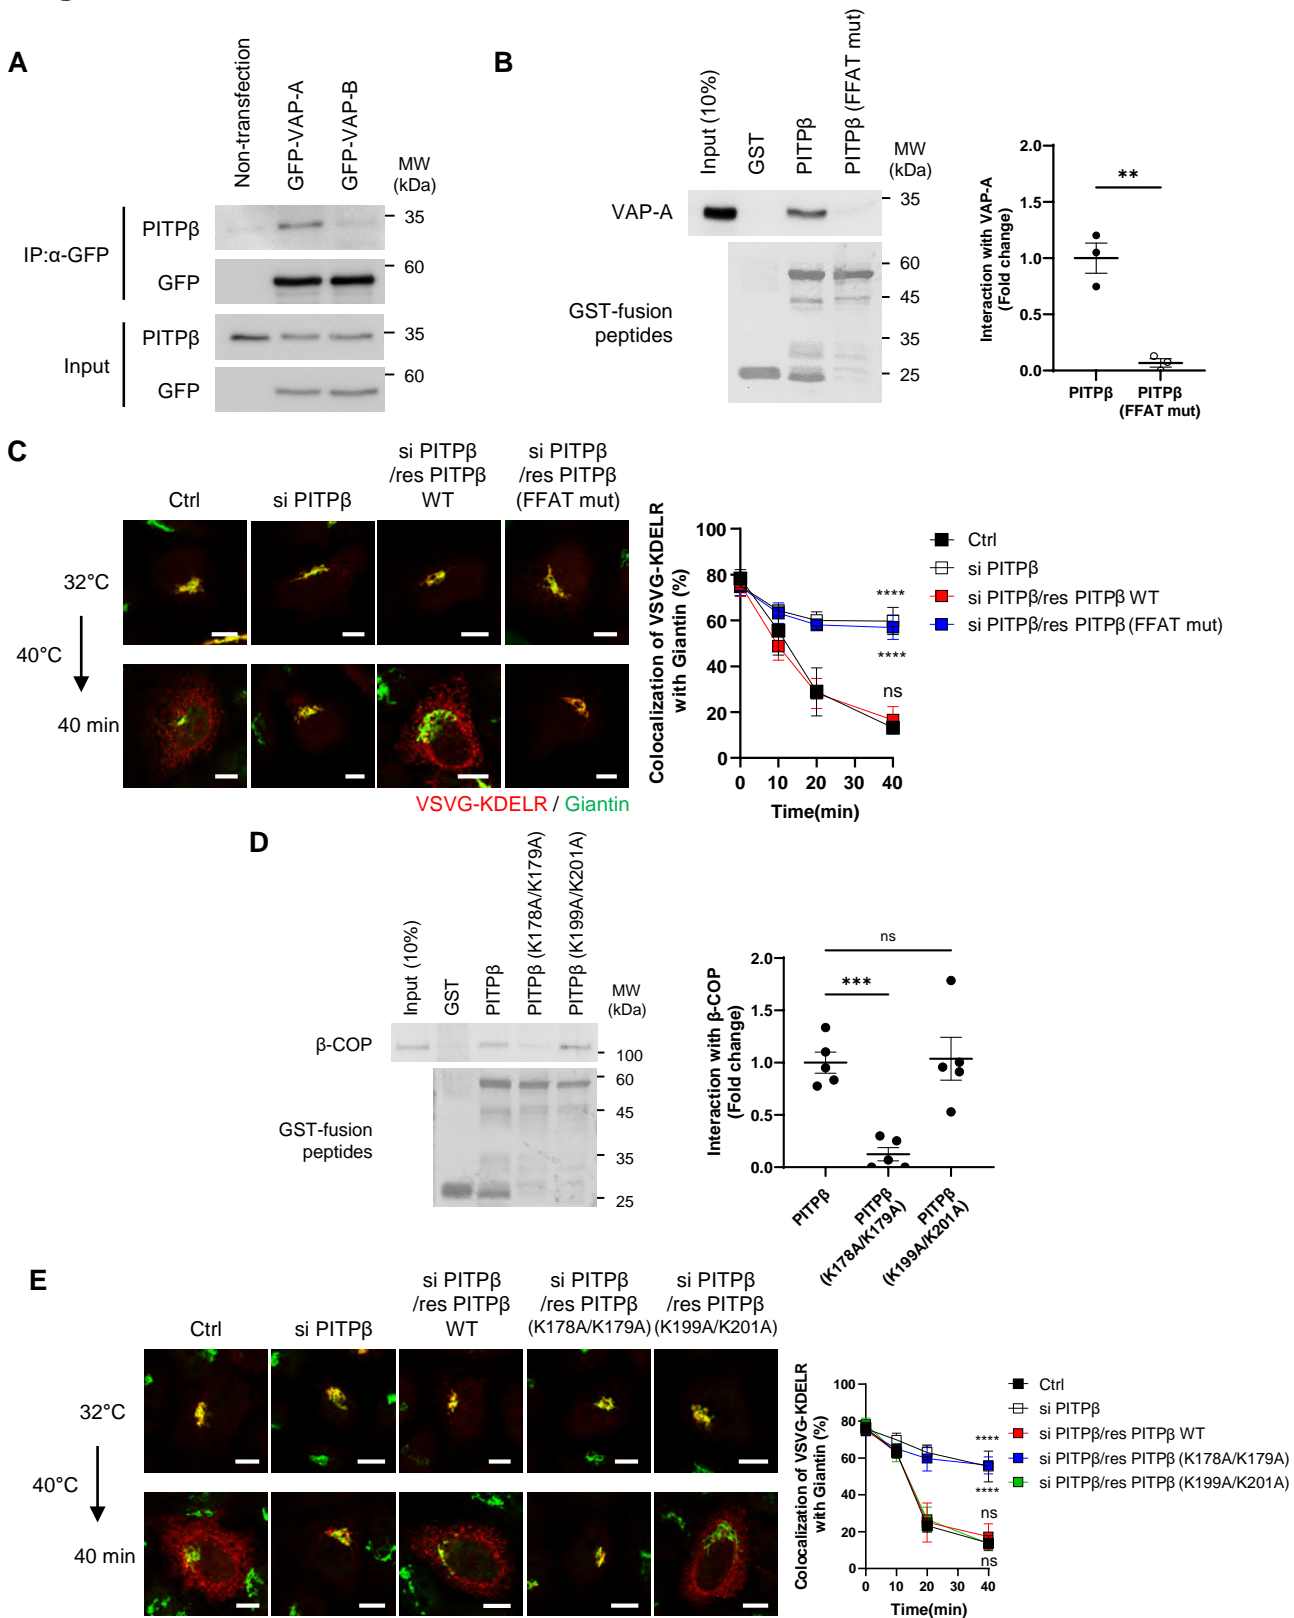 A
Non-transfection
GFP-VAP-A
GFP-VAP-B
MW
(kDa)
IP:α-GFP
PITPβ
35
GFP
60
Input
PITPβ
35
GFP
60
B
Input (10%)
GST
PITPβ
PITPβ (FFAT mut)
MW
(kDa)
VAP-A
35
GST-fusion
peptides
60
45
35
25
Interaction with VAP-A
(Fold change)
2.0
1.5
1.0
0.5
0.0
**
PITPβ
PITPβ
(FFAT mut)
C
Ctrl
si PITPβ
si PITPβ
/res PITPβ
WT
si PITPβ
/res PITPβ
(FFAT mut)
32°C
40°C
40 min
VSVG-KDELR / Giantin
Colocalization of VSVG-KDELR
with Giantin (%)
100
80
60
40
20
0
0
10
20
30
40
Time(min)
****
****
ns
Ctrl
si PITPβ
si PITPβ/res PITPβ WT
si PITPβ/res PITPβ (FFAT mut)
D
Input (10%)
GST
PITPβ
PITPβ (K178A/K179A)
PITPβ (K199A/K201A)
MW
(kDa)
β-COP
100
GST-fusion
peptides
60
45
35
25
Interaction with β-COP
(Fold change)
2.0
1.5
1.0
0.5
0.0
ns
***
PITPβ
PITPβ
(K178A/K179A)
PITPβ
(K199A/K201A)
E
Ctrl
si PITPβ
si PITPβ
/res PITPβ
WT
si PITPβ
/res PITPβ
(K178A/K179A)
si PITPβ
/res PITPβ
(K199A/K201A)
32°C
40°C
40 min
Colocalization of VSVG-KDELR
with Giantin (%)
100
80
60
40
20
0
0
10
20
30
40
Time(min)
****
****
ns
ns
Ctrl
si PITPβ
si PITPβ/res PITPβ WT
si PITPβ/res PITPβ (K178A/K179A)
si PITPβ/res PITPβ (K199A/K201A)